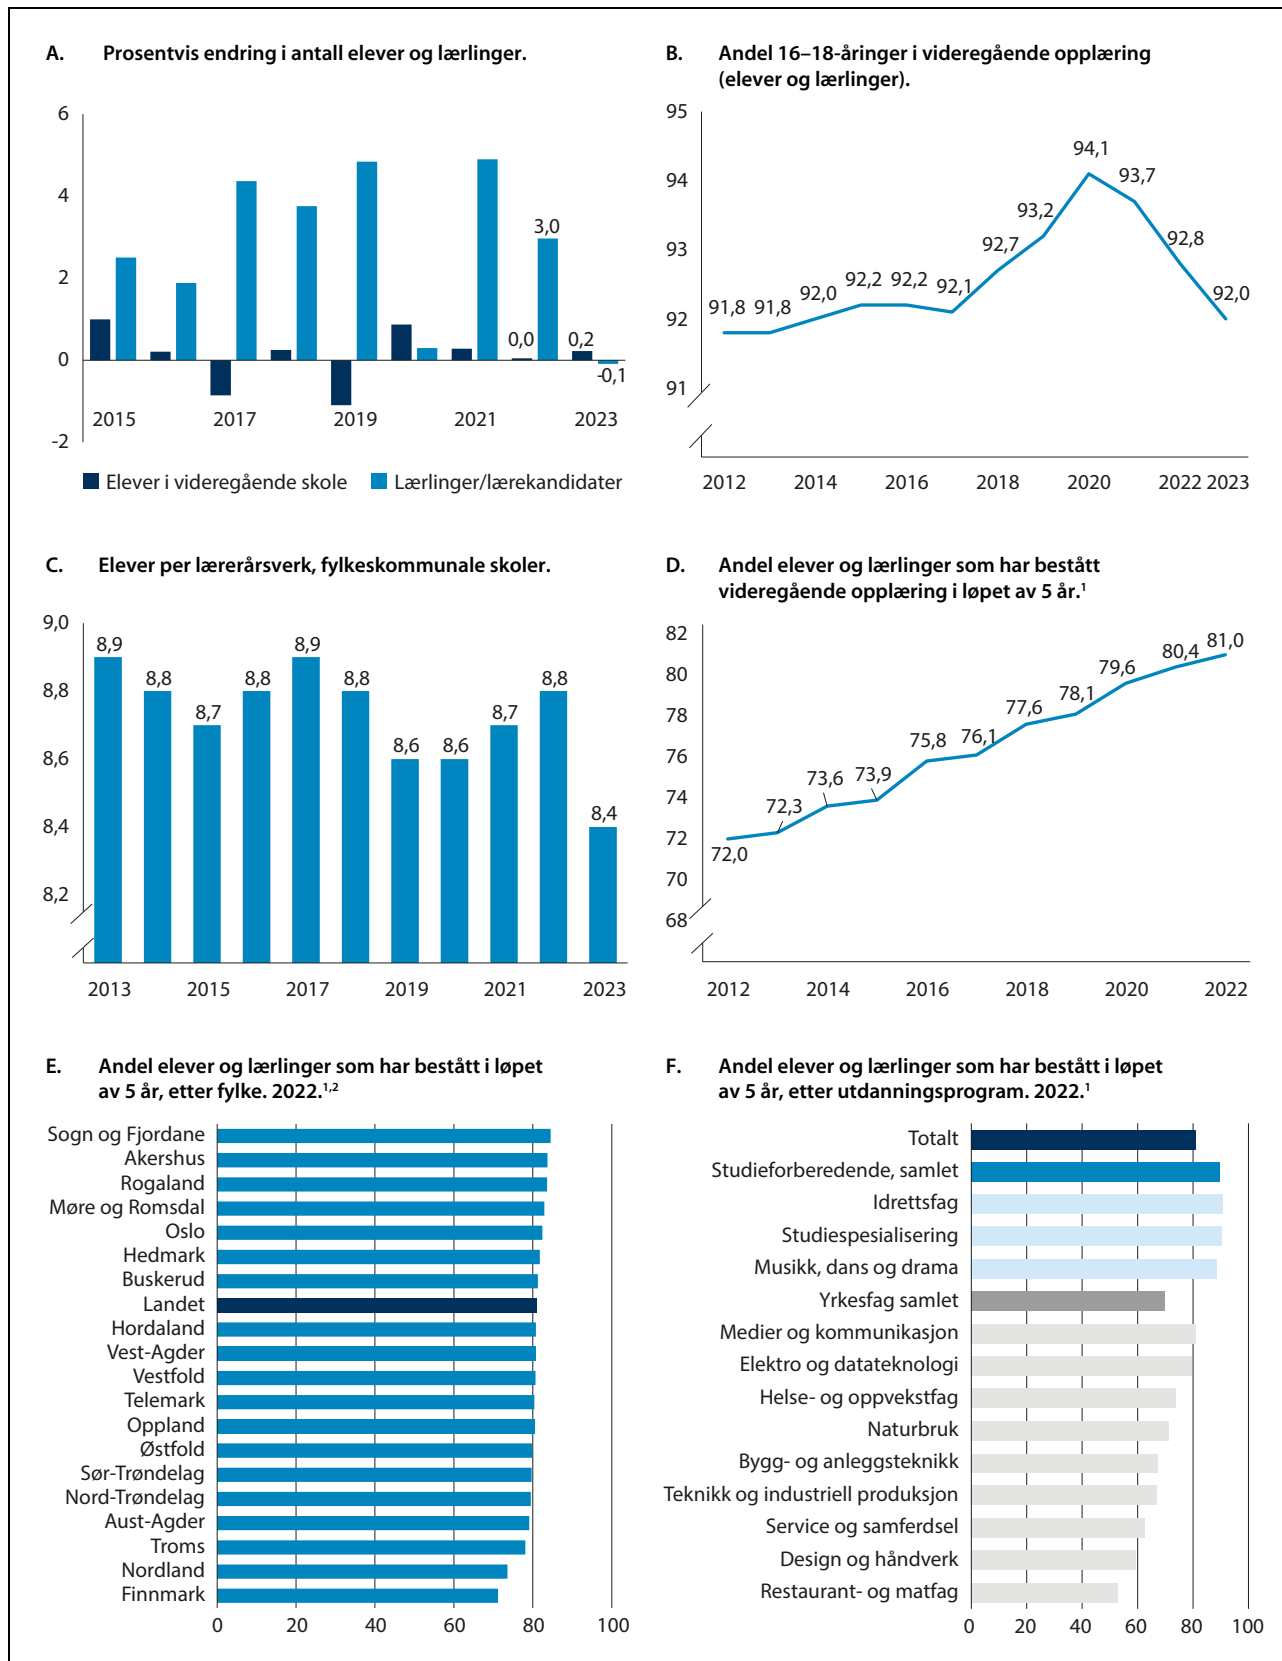 A. Prosentvis endring i antall elever og lærlinger.
6
4
2
0
-2
3,0
0,0
0,2
-0,1
2015 2017 2019 2021 2023
Elever i videregående skole Lærlinger/lærekandidater
B. Andel 16–18-åringer i videregående opplæring
(elever og lærlinger).
95
94
93
92
91
91,8 91,8 92,0 92,2 92,2 92,1 92,7 93,2 94,1 93,7 92,8 92,0
2012 2014 2016 2018 2020 2022 2023
C. Elever per lærerårsverk, fylkeskommunale skoler.
9,0
8,8
8,6
8,4
8,2
8,9 8,8 8,7 8,8 8,9 8,8 8,6 8,6 8,7 8,8 8,4
2013 2015 2017 2019 2021 2023
D. Andel elever og lærlinger som har bestått
videregående opplæring i løpet av 5 år.¹
82
80
78
76
74
72
70
68
72,0 72,3 73,6 73,9 75,8 76,1 77,6 78,1 79,6 80,4 81,0
2012 2014 2016 2018 2020 2022
E. Andel elever og lærlinger som har bestått i løpet
av 5 år, etter fylke. 2022.¹,²
Sogn og Fjordane
Akershus
Rogaland
Møre og Romsdal
Oslo
Hedmark
Buskerud
Landet
Hordaland
Vest-Agder
Vestfold
Telemark
Oppland
Østfold
Sør-Trøndelag
Nord-Trøndelag
Aust-Agder
Troms
Nordland
Finnmark
0 20 40 60 80 100
F. Andel elever og lærlinger som har bestått i løpet
av 5 år, etter utdanningsprogram. 2022.¹
Totalt
Studieforberedende, samlet
Idrettsfag
Studiespesialisering
Musikk, dans og drama
Yrkesfag samlet
Medier og kommunikasjon
Elektro og datateknologi
Helse- og oppvekstfag
Naturbruk
Bygg- og anleggsteknikk
Teknikk og industriell produksjon
Service og samferdsel
Design og håndverk
Restaurant- og matfag
0 20 40 60 80 100